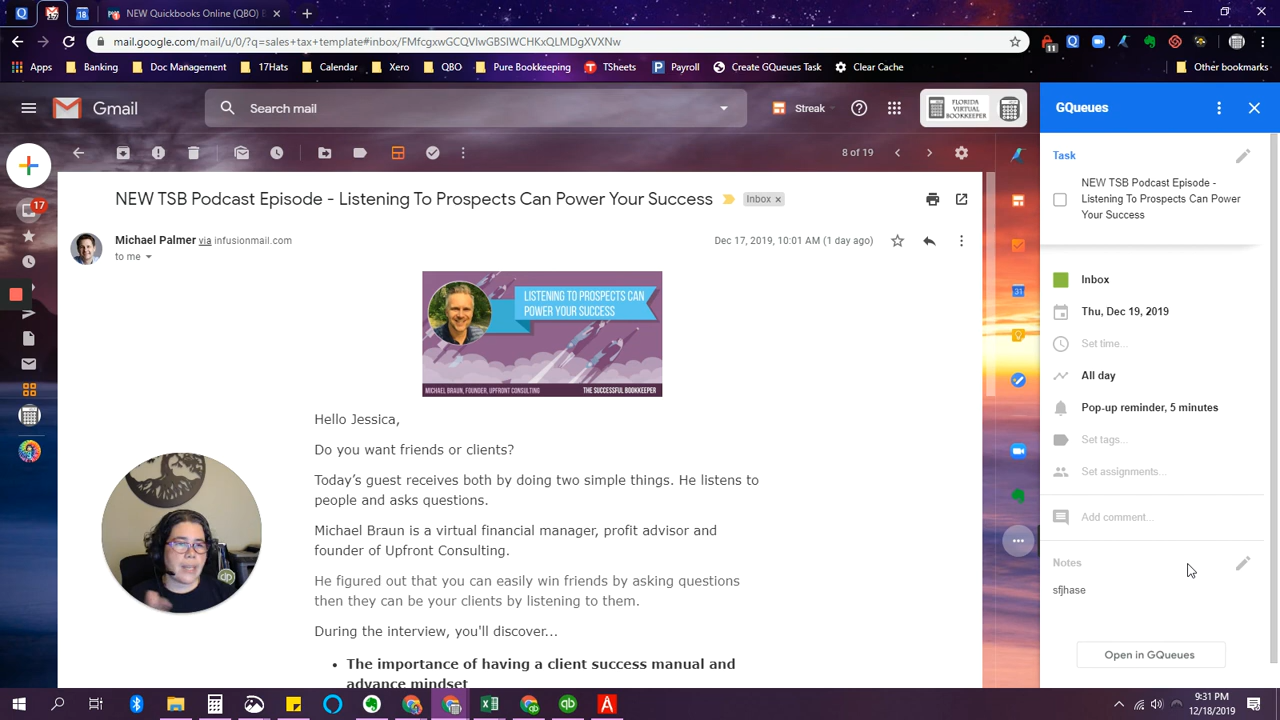 New Window (QBO)
mail.google.com/mail/u/0/?q=sales+tax+template#inbox/FMfcgxwGCQVlwGBSlWCHKxQLMDgXVXNw
11
Apps Banking Doc Management 17Hats Calendar Xero QBO Pure Bookkeeping TSheets Payroll Create GQueues Task Clear Cache Other bookmarks
Gmail
Search mail
Streak
FLORIDA
VIRTUAL
BOOKKEEPER
GQueues
8 of 19
17
NEW TSB Podcast Episode - Listening To Prospects Can Power Your Success
Inbox ×
Michael Palmer via infusionmail.com
Dec 17, 2019, 10:01 AM (1 day ago)
to me
LISTENING TO PROSPECTS CAN
POWER YOUR SUCCESS
MICHAEL BRAUN, FOUNDER, UPFRONT CONSULTING
THE SUCCESSFUL BOOKKEEPER
Hello Jessica,
Do you want friends or clients?
Today’s guest receives both by doing two simple things. He listens to
people and asks questions.
Michael Braun is a virtual financial manager, profit advisor and
founder of Upfront Consulting.
He figured out that you can easily win friends by asking questions
then they can be your clients by listening to them.
During the interview, you'll discover...
• The importance of having a client success manual and
advance mindset
Task
NEW TSB Podcast Episode -
Listening To Prospects Can Power
Your Success
Inbox
Thu, Dec 19, 2019
Set time...
All day
Pop-up reminder, 5 minutes
Set tags...
Set assignments...
Add comment...
Notes
sfjhase
Open in GQueues
9:31 PM
12/18/2019